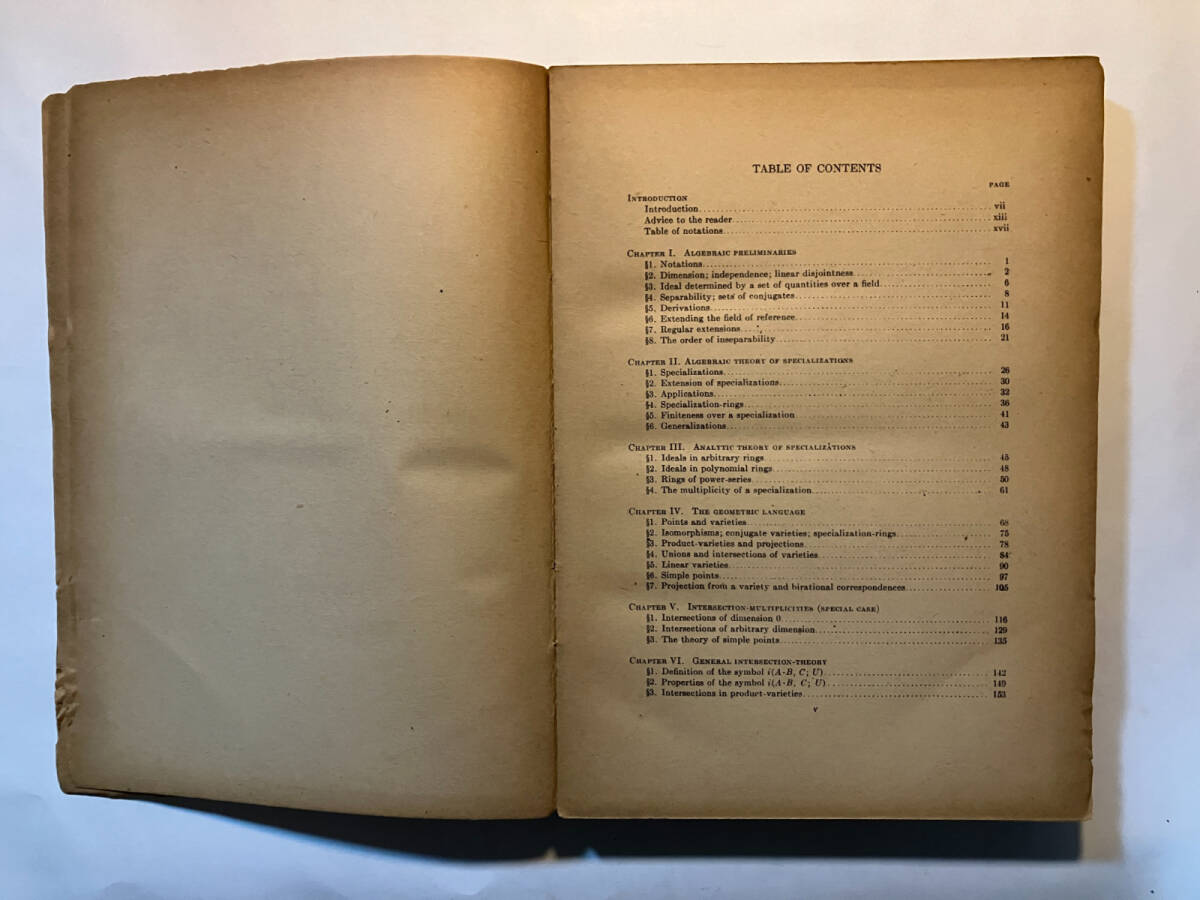 TABLE OF CONTENTS
PAGE
INTRODUCTION
Introduction vii
Advice to the reader xiii
Table of notations xvii
CHAPTER I. ALGEBRAIC PRELIMINARIES
§1. Notations 1
§2. Dimension; independence; linear disjointness 2
§3. Ideal determined by a set of quantities over a field 6
§4. Separability; sets of conjugates 8
§5. Derivations 11
§6. Extending the field of reference 14
§7. Regular extensions 16
§8. The order of inseparability 21
CHAPTER II. ALGEBRAIC THEORY OF SPECIALIZATIONS
§1. Specializations 26
§2. Extension of specializations 30
§3. Applications 32
§4. Specialization-rings 36
§5. Finiteness over a specialization 41
§6. Generalizations 43
CHAPTER III. ANALYTIC THEORY OF SPECIALIZATIONS
§1. Ideals in arbitrary rings 45
§2. Ideals in polynomial rings 48
§3. Rings of power-series 50
§4. The multiplicity of a specialization 61
CHAPTER IV. THE GEOMETRIC LANGUAGE
§1. Points and varieties 68
§2. Isomorphisms; conjugate varieties; specialization-rings 75
§3. Product-varieties and projections 78
§4. Unions and intersections of varieties 84
§5. Linear varieties 90
§6. Simple points 97
§7. Projection from a variety and birational correspondences 105
CHAPTER V. INTERSECTION-MULTIPLICITIES (SPECIAL CASE)
§1. Intersections of dimension 0 116
§2. Intersections of arbitrary dimension 129
§3. The theory of simple points 135
CHAPTER VI. GENERAL INTERSECTION-THEORY
§1. Definition of the symbol i(A·B, C; U) 142
§2. Properties of the symbol i(A·B, C; U) 149
§3. Intersections in product-varieties 153
v